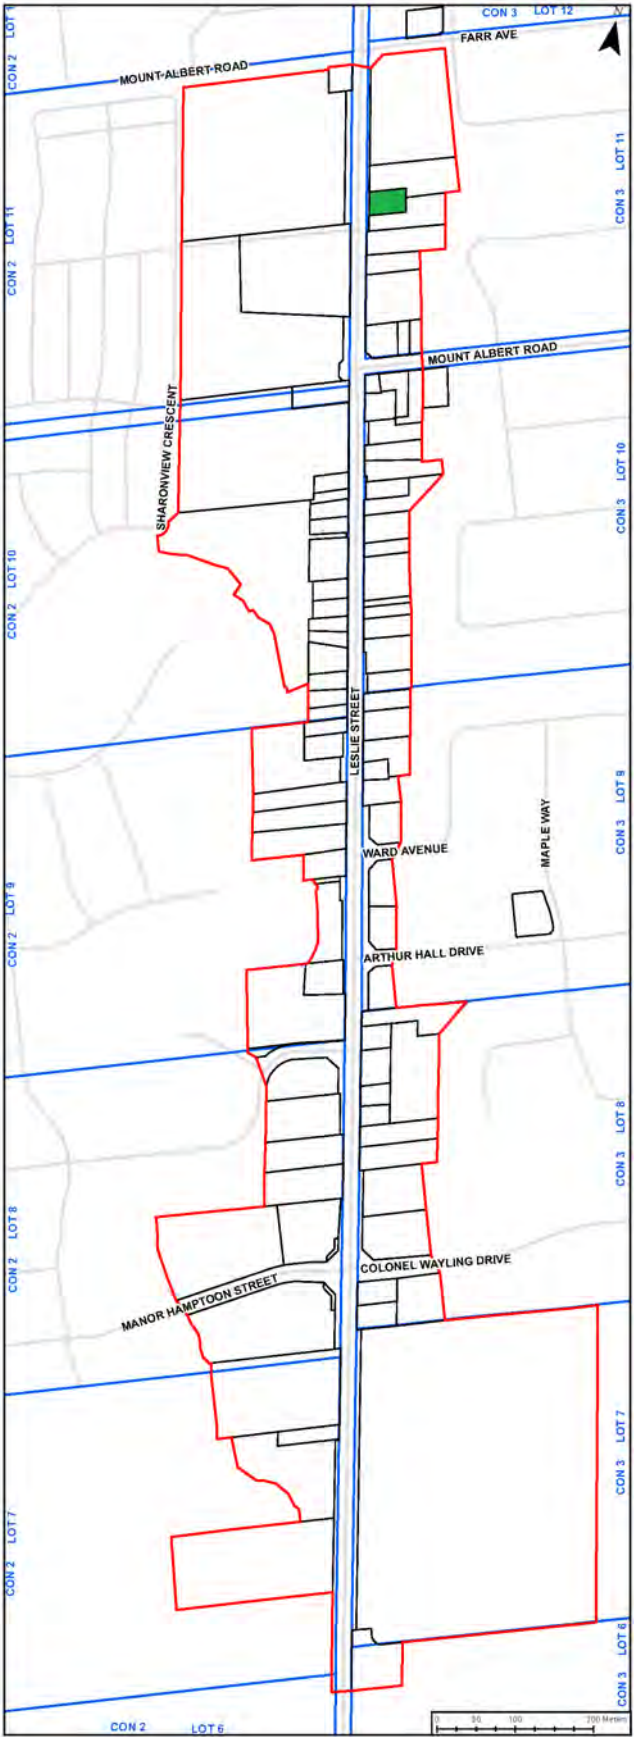 CON 3 LOT 12
N
FARR AVE
MOUNT-ALBERT-ROAD
CON 2 LOT 1
CON 3 LOT 11
CON 2 LOT 11
MOUNT ALBERT ROAD
SHARONVIEW CRESCENT
CON 3 LOT 10
CON 2 LOT 10
LESLIE STREET
CON 3 LOT 9
MAPLE WAY
WARD AVENUE
CON 2 LOT 9
ARTHUR HALL DRIVE
CON 3 LOT 8
CON 2 LOT 8
COLONEL WAYLING DRIVE
MANOR HAMPTOON STREET
CON 3 LOT 7
CON 2 LOT 7
CON 3 LOT 6
CON 2 LOT 6
0 50 100 200 Meters